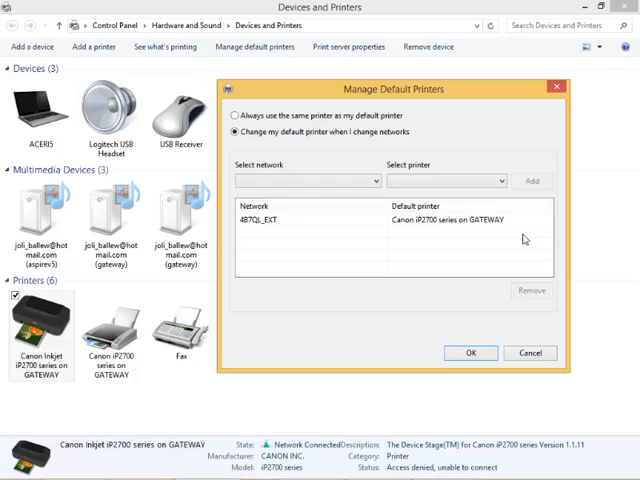 Devices and Printers
Control Panel
Hardware and Sound
Devices and Printers
Search Devices and Printers
Add a device
Add a printer
See what's printing
Manage default printers
Print server properties
Remove device
Devices (3)
ACERI5
Logitech USB
Headset
USB Receiver
Multimedia Devices (3)
joli_ballew@hot
mail.com
(aspirev5)
joli_ballew@hot
mail.com
(gateway)
joli_ballew@hot
mail.com
(gateway)
Printers (6)
Canon Inkjet
iP2700 series on
GATEWAY
Canon iP2700
series on
GATEWAY
Fax
Manage Default Printers
Always use the same printer as my default printer
Change my default printer when I change networks
Select network
Select printer
Add
Network
Default printer
4B7QL_EXT
Canon iP2700 series on GATEWAY
Remove
OK
Cancel
Canon Inkjet iP2700 series on GATEWAY
State: Network Connected
Description: The Device Stage(TM) for Canon iP2700 series Version 1.1.11
Manufacturer: CANON INC.
Category: Printer
Model: iP2700 series
Status: Access denied, unable to connect